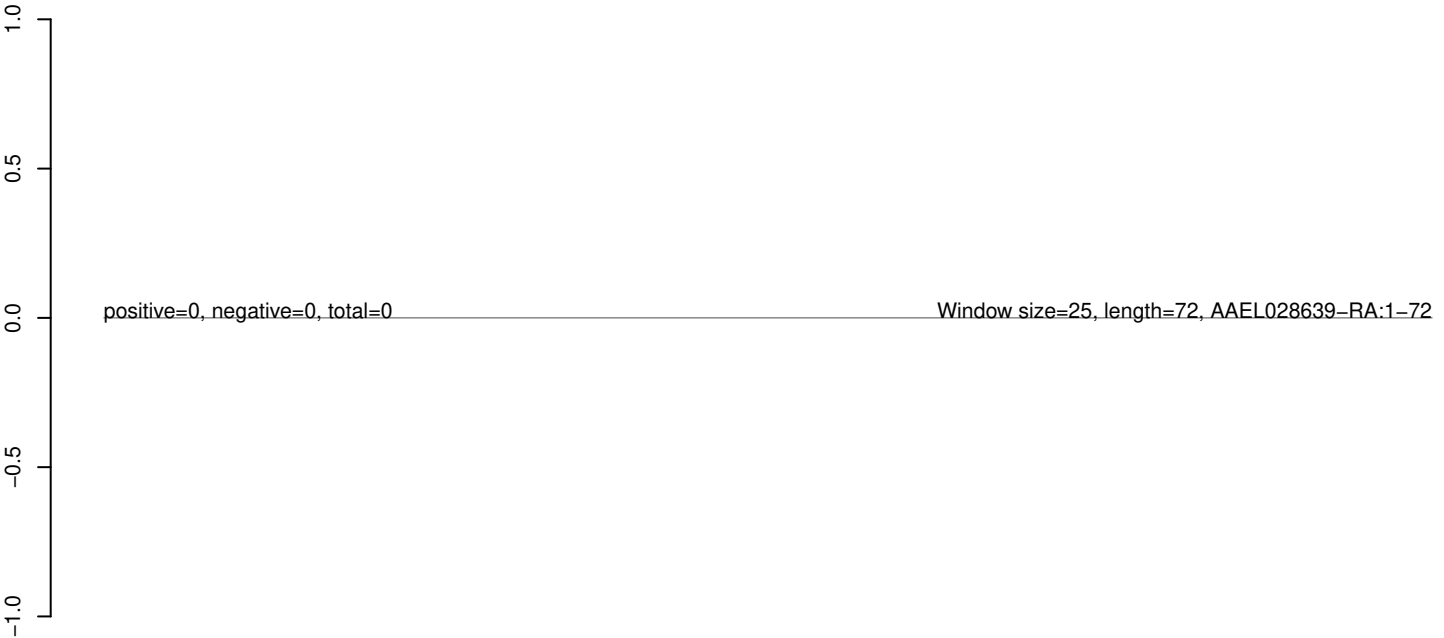 1.0
0.5
0.0
−0.5
−1.0
positive=0, negative=0, total=0
Window size=25, length=72, AAEL028639−RA:1−72